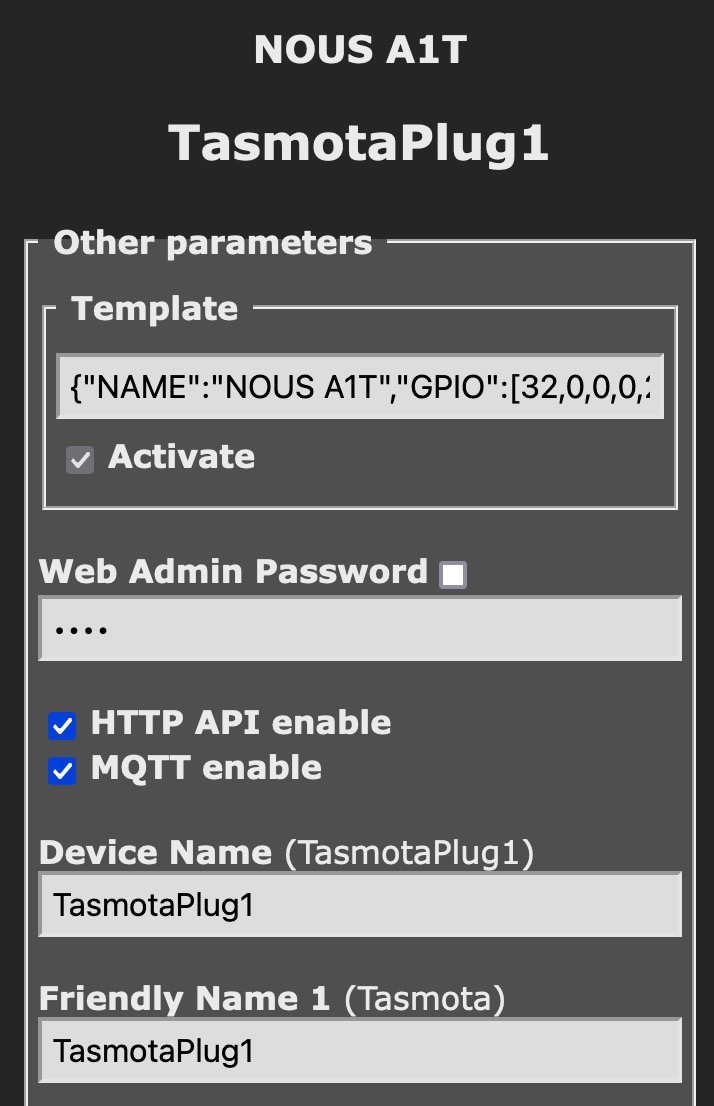 NOUS A1T
TasmotaPlug1
Other parameters
Template
{"NAME":"NOUS A1T","GPIO":[32,0,0,0,
Activate
Web Admin Password
••••
HTTP API enable
MQTT enable
Device Name (TasmotaPlug1)
TasmotaPlug1
Friendly Name 1 (Tasmota)
TasmotaPlug1